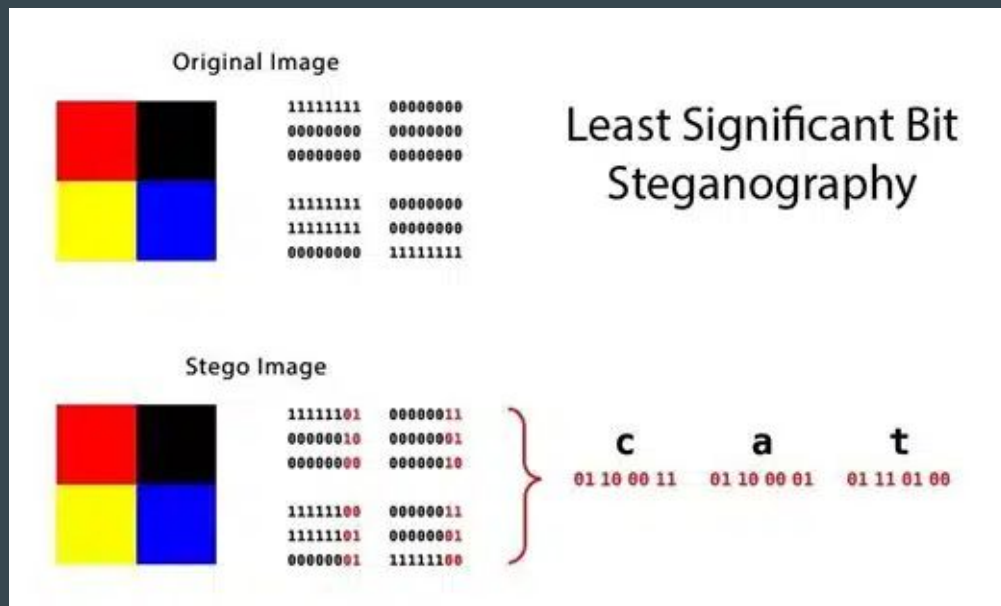 Original Image
11111111 00000000
00000000 00000000
00000000 00000000
11111111 00000000
11111111 00000000
00000000 11111111
Least Significant Bit
Steganography
Stego Image
11111101 00000011
00000010 00000001
00000000 00000010
11111100 00000011
11111101 00000001
00000001 11111100
c a t
01 10 00 11 01 10 00 01 01 11 01 00